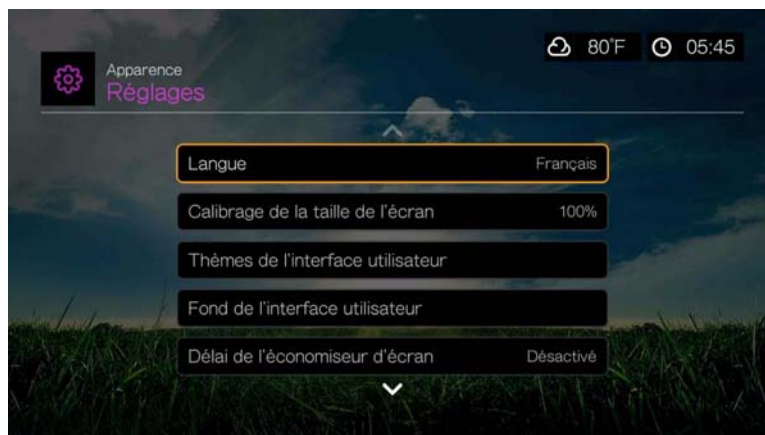 80°F 05:45
Apparence
Réglages
Langue Français
Calibrage de la taille de l'écran 100%
Thèmes de l'interface utilisateur
Fond de l'interface utilisateur
Délai de l'économiseur d'écran Désactivé